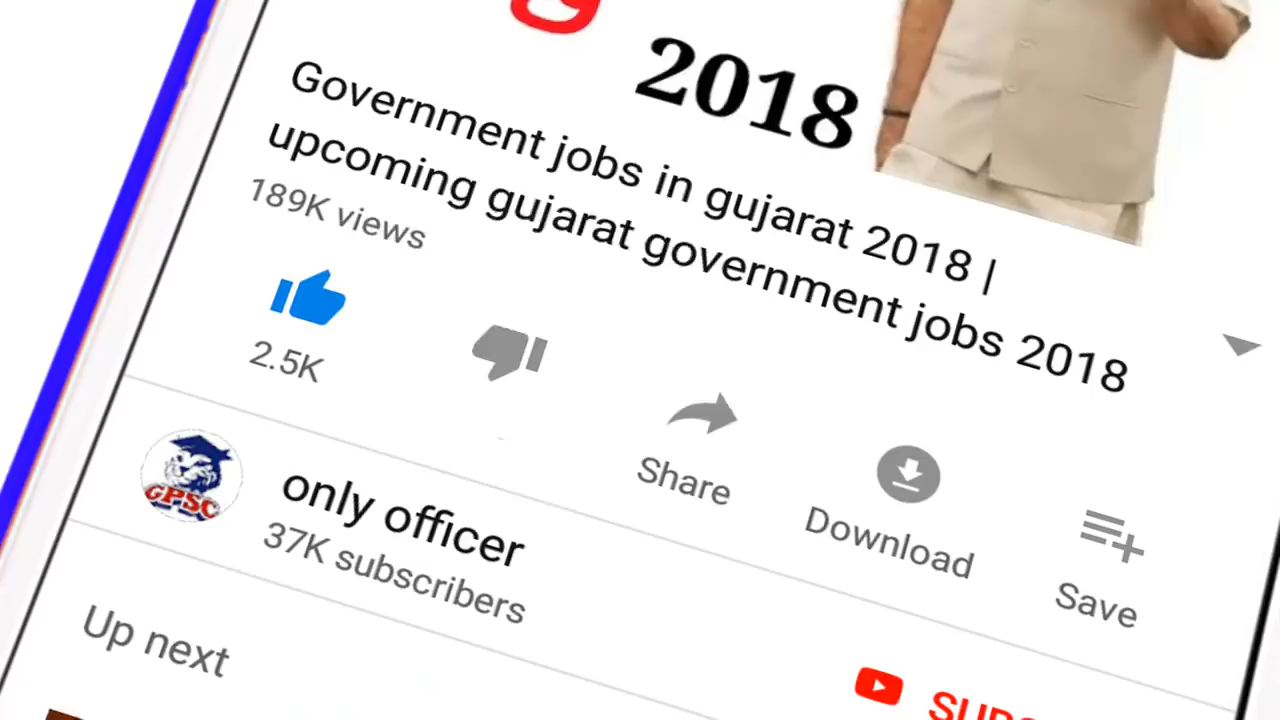 2018
Government jobs in gujarat 2018 |
upcoming gujarat government jobs 2018
189K views
2.5K
Share
Download
Save
GPSC
only officer
37K subscribers
Up next